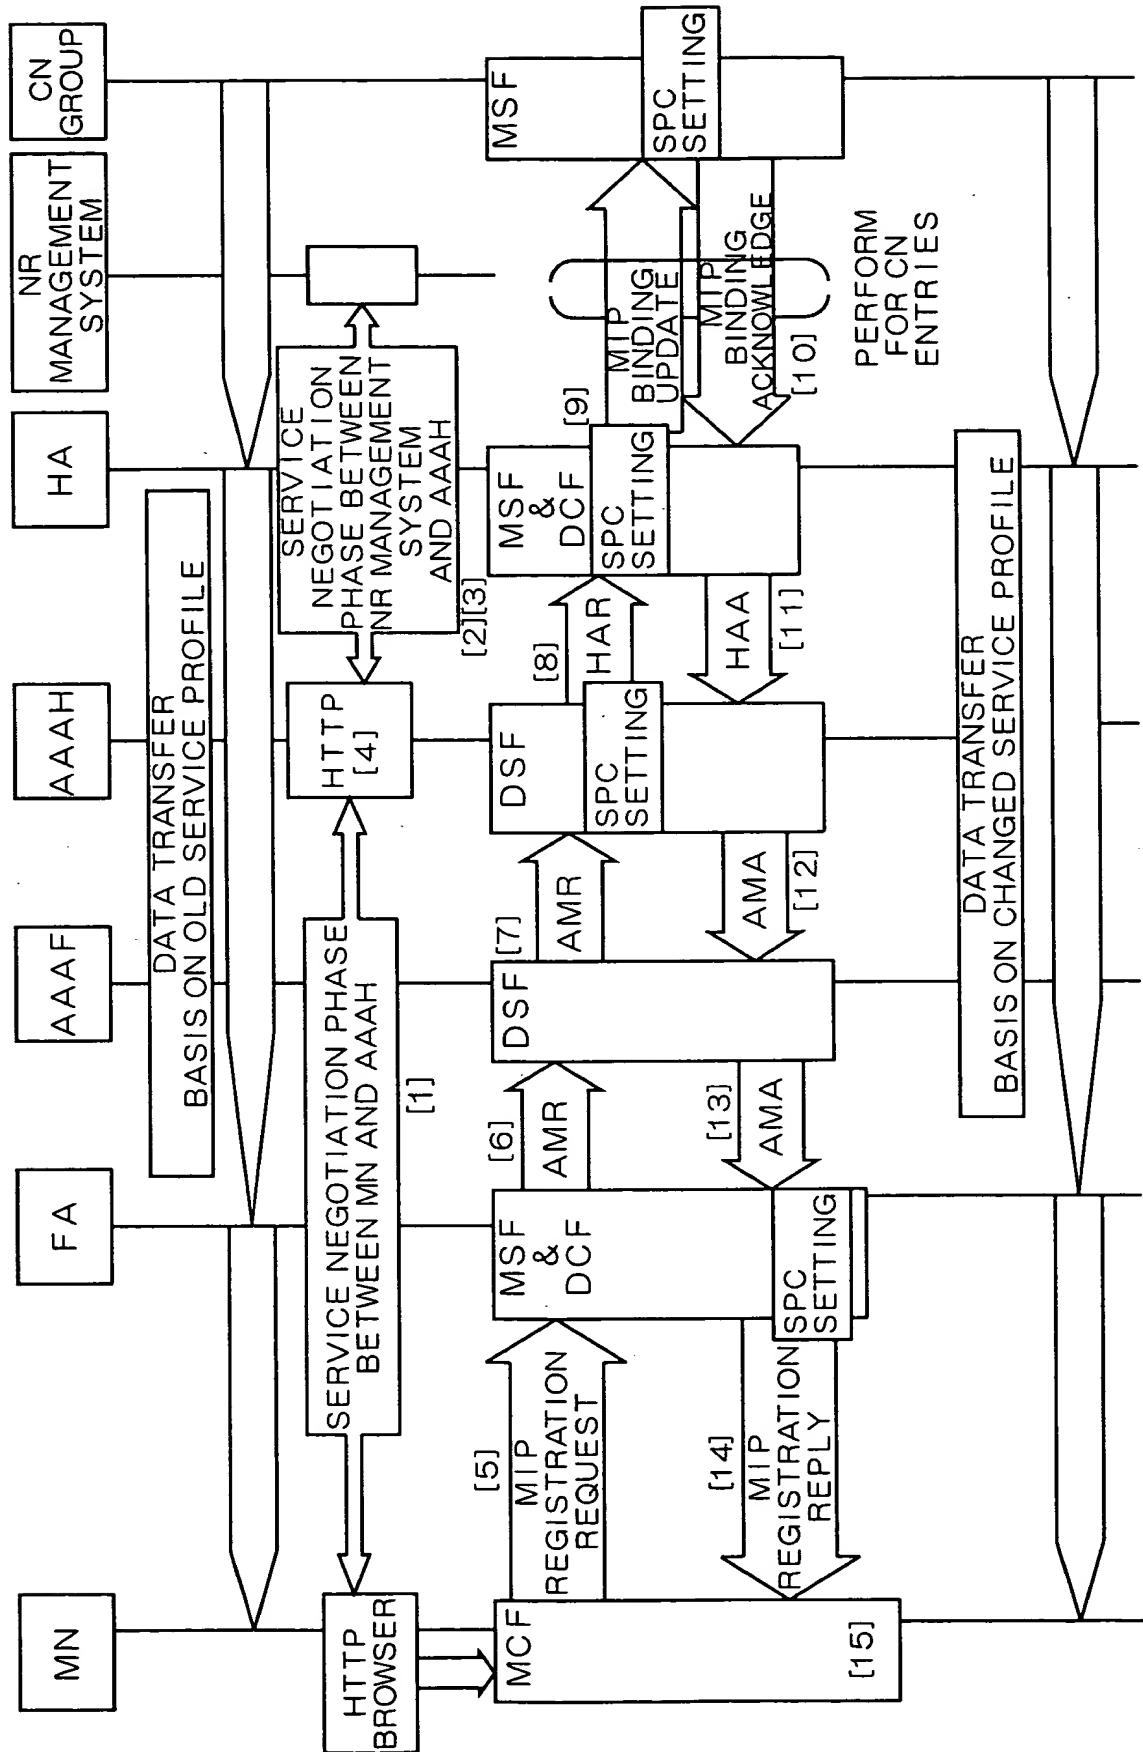 MN
FA
AAAF
AAAH
HA
NR
MANAGEMENT
SYSTEM
CN
GROUP
DATA TRANSFER
BASIS ON OLD SERVICE PROFILE
HTTP
BROWSER
SERVICE NEGOTIATION PHASE
BETWEEN MN AND AAAH
[1]
HTTP
[4]
SERVICE
NEGOTIATION
PHASE BETWEEN
NR MANAGEMENT
SYSTEM
AND AAAH
[2][3]
MCF
[5]
MIP
REGISTRATION
REQUEST
MSF
&
DCF
[6]
AMR
DSF
[7]
AMR
DSF
SPC
SETTING
[8]
HAR
MSF
&
DCF
SPC
SETTING
[9]
MIP
BINDING
UPDATE
MSF
SPC
SETTING
MIP
BINDING
ACKNOWLEDGE
[10]
PERFORM
FOR CN
ENTRIES
HAA
[11]
AMA
[12]
[13]
AMA
SPC
SETTING
[14]
MIP
REGISTRATION
REPLY
[15]
DATA TRANSFER
BASIS ON CHANGED SERVICE PROFILE